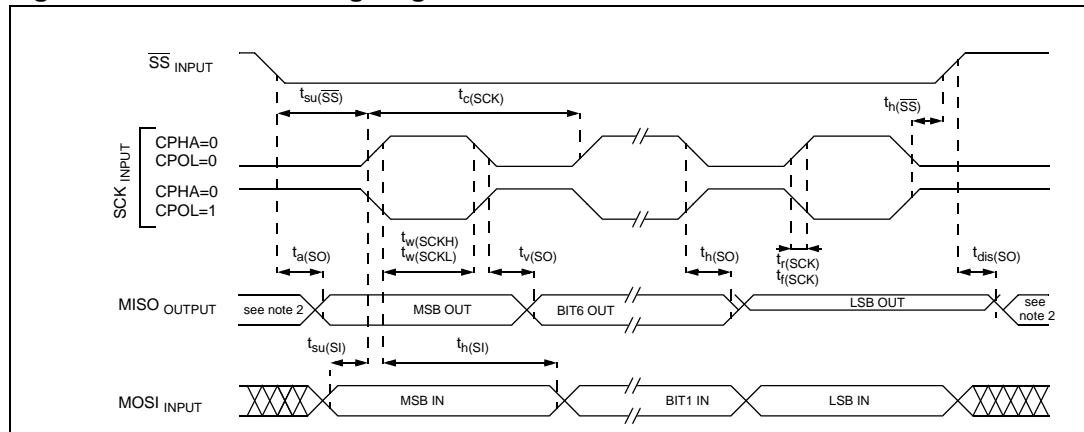 SS INPUT
tsu(SS)
tc(SCK)
th(SS)
SCK INPUT
CPHA=0
CPOL=0
CPHA=0
CPOL=1
ta(SO)
tw(SCKH)
tw(SCKL)
tv(SO)
th(SO)
tr(SCK)
tf(SCK)
tdis(SO)
MISO OUTPUT
see note 2
MSB OUT
BIT6 OUT
LSB OUT
see
note 2
tsu(SI)
th(SI)
MOSI INPUT
MSB IN
BIT1 IN
LSB IN